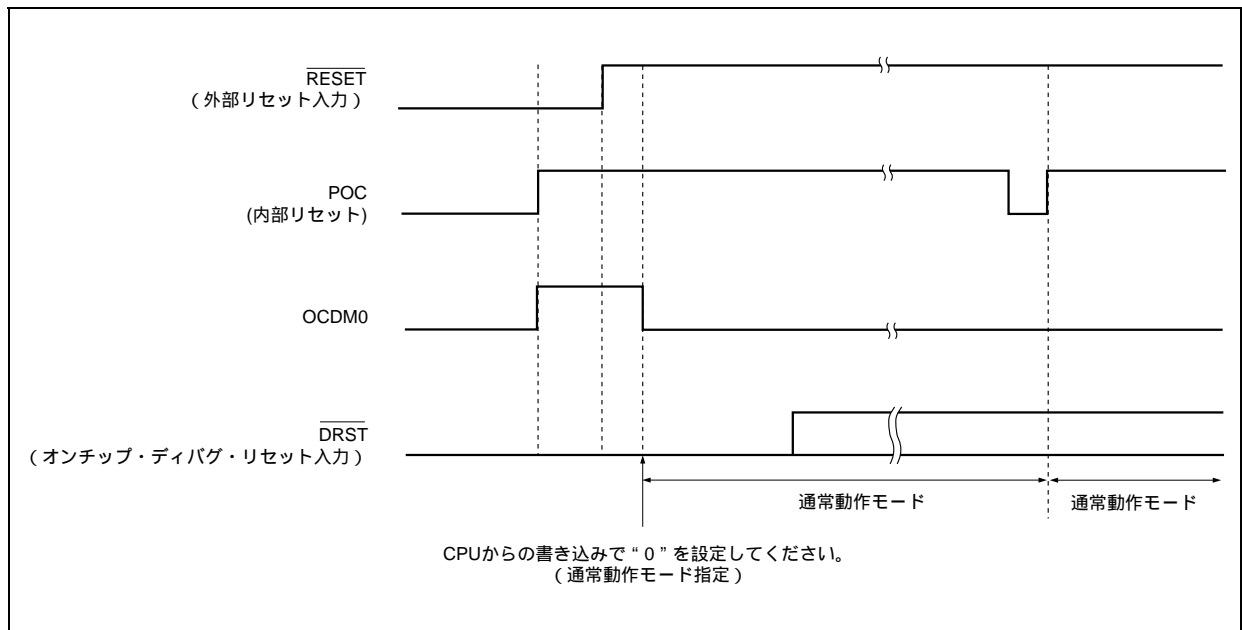 RESET
（外部リセット入力）
POC
(内部リセット)
OCDM0
DRST
（オンチップ・ディバグ・リセット入力）
通常動作モード
通常動作モード
CPUからの書き込みで“0”を設定してください。
（通常動作モード指定）